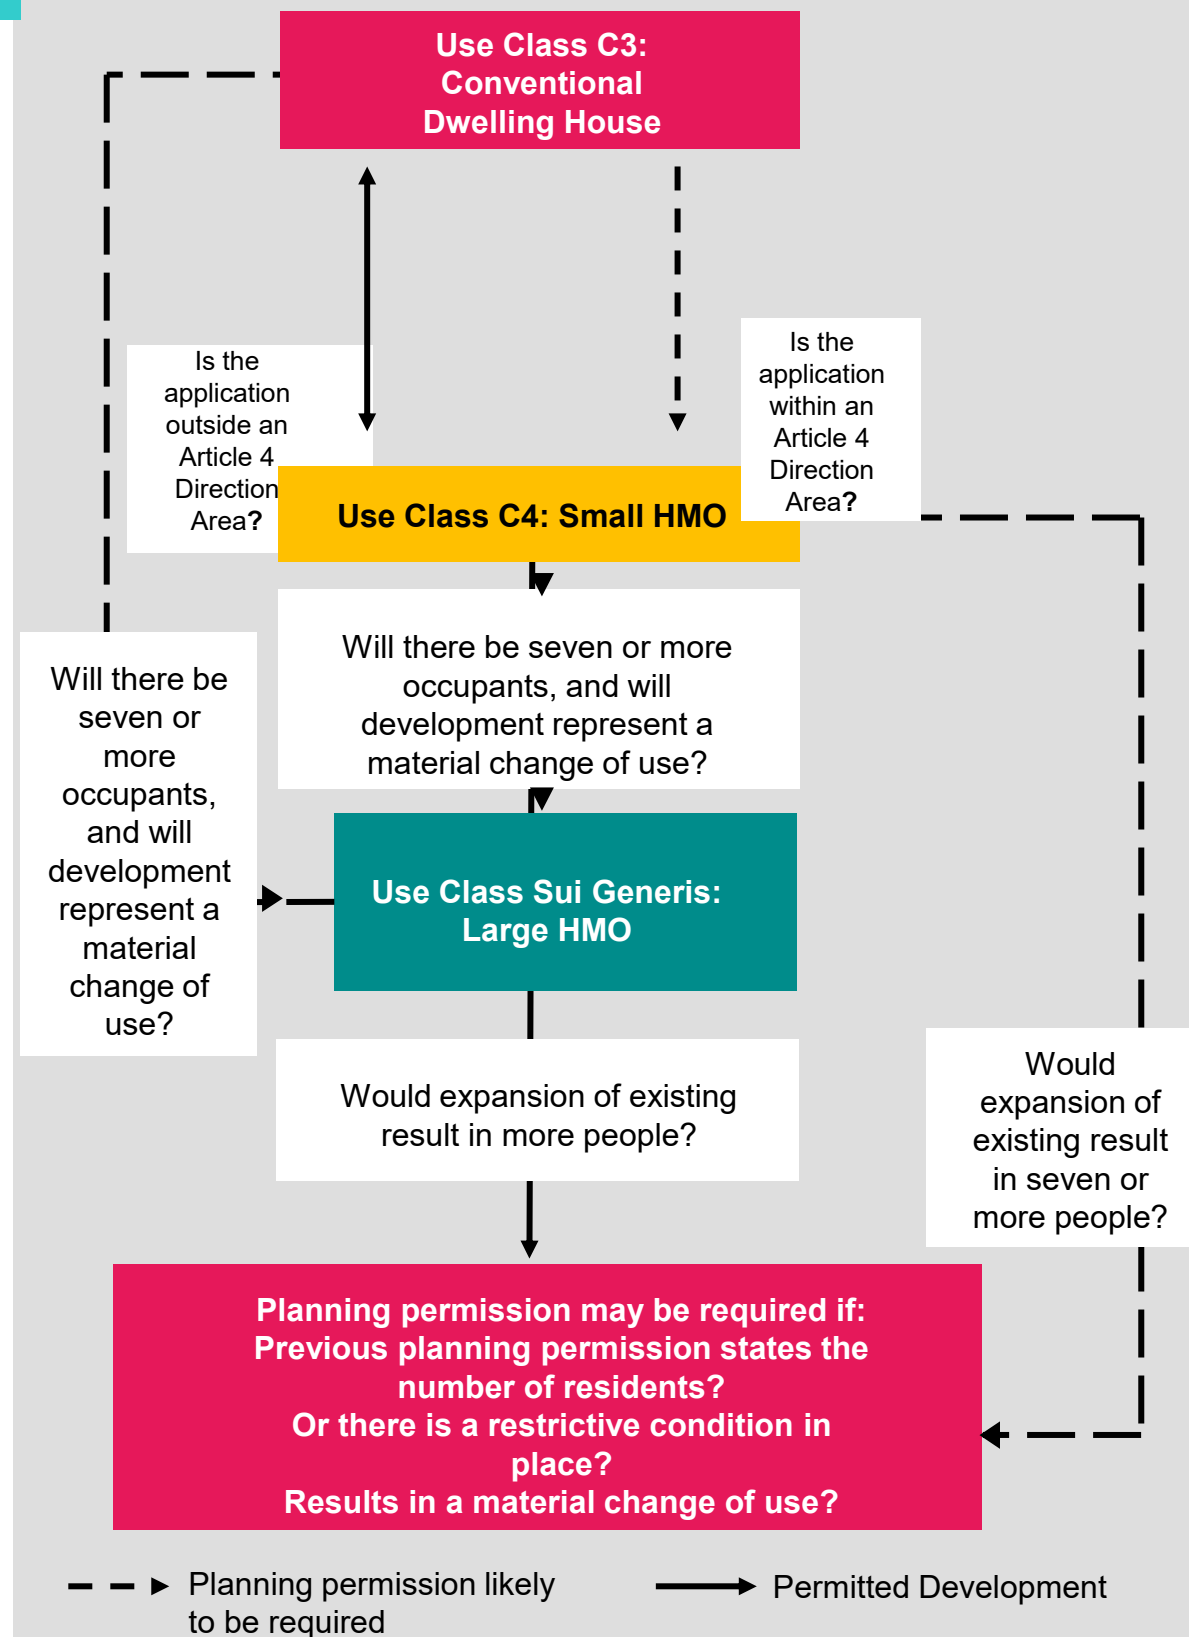 Use Class C3:
Conventional
Dwelling House
Is the
application
outside an
Article 4
Direction
Area?
Is the
application
within an
Article 4
Direction
Area?
Use Class C4: Small HMO
Will there be seven or more
occupants, and will
development represent a
material change of use?
Will there be
seven or
more
occupants,
and will
development
represent a
material
change of
use?
Use Class Sui Generis:
Large HMO
Would expansion of existing
result in more people?
Would
expansion of
existing result
in seven or
more people?
Planning permission may be required if:
Previous planning permission states the
number of residents?
Or there is a restrictive condition in
place?
Results in a material change of use?
Planning permission likely
to be required
Permitted Development